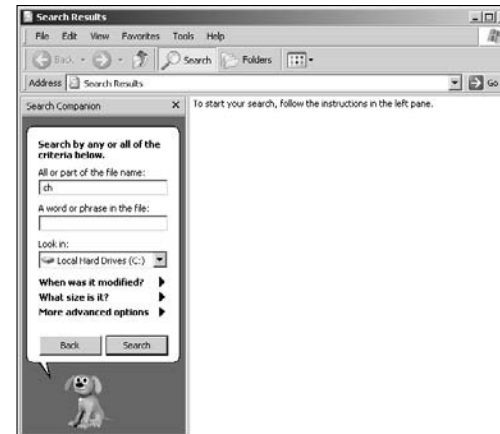 Search Results
File Edit View Favorites Tools Help
Back Search Folders
Address Search Results Go
Search Companion
To start your search, follow the instructions in the left pane.
Search by any or all of the
criteria below.
All or part of the file name:
ch
A word or phrase in the file:
Look in:
Local Hard Drives (C:)
When was it modified?
What size is it?
More advanced options
Back Search